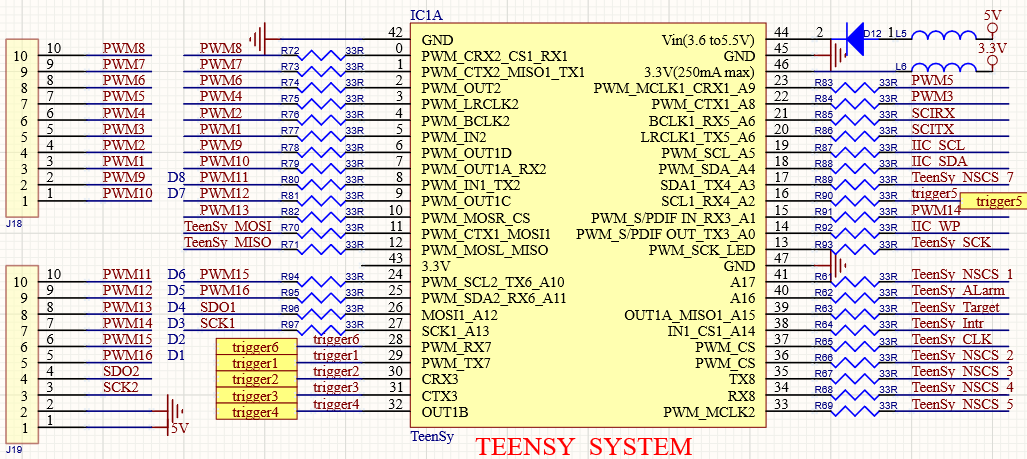 IC1A
42 GND
R72 33R 0 PWM_CRX2_CS1_RX1
PWM8 R73 33R 1 PWM_CTX2_MISO1_TX1
PWM7 R74 33R 2 PWM_OUT2
PWM6 R75 33R 3 PWM_LRCLK2
PWM4 R76 33R 4 PWM_BCLK2
PWM2 R77 33R 5 PWM_IN2
PWM1 R78 33R 6 PWM_OUT1D
PWM9 R79 33R 7 PWM_OUT1A_RX2
PWM10 R80 33R 8 PWM_IN1_TX2
D8 PWM11 R81 33R 9 PWM_OUT1C
D7 PWM12 R82 33R 10 PWM_MOSR_CS
PWM13
TeenSy_MOSI R70 33R 11 PWM_CTX1_MOSI1
TeenSy_MISO R71 33R 12 PWM_MOSL_MISO
43 3.3V
D6 PWM15 R94 33R 24 PWM_SCL2_TX6_A10
D5 PWM16 R95 33R 25 PWM_SDA2_RX6_A11
D4 SDO1 R96 33R 26 MOSI1_A12
D3 SCK1 R97 33R 27 SCK1_A13
D2
D1
trigger6 trigger6 28 PWM_RX7
trigger1 trigger1 29 PWM_TX7
trigger2 trigger2 30 CRX3
trigger3 trigger3 31 CTX3
trigger4 trigger4 32 OUT1B
10 10 PWM8
9 9 PWM7
8 8 PWM6
7 7 PWM5
6 6 PWM4
5 5 PWM3
4 4 PWM2
3 3 PWM1
2 2 PWM9
1 1 PWM10
J18
10 10 PWM11
9 9 PWM12
8 8 PWM13
7 7 PWM14
6 6 PWM15
5 5 PWM16
4 4 SDO2
3 3 SCK2
2 2
1 1 5V
J19
Vin(3.6 to5.5V) 44 2 D12 1 L5 5V
GND 45
3.3V(250mA max) 46 L6 3.3V
PWM_MCLK1_CRX1_A9 23 R83 33R PWM5
PWM_CTX1_A8 22 R84 33R PWM3
BCLK1_RX5_A6 21 R85 33R SCIRX
LRCLK1_TX5_A6 20 R86 33R SCITX
PWM_SCL_A5 19 R87 33R IIC_SCL
PWM_SDA_A4 18 R88 33R IIC_SDA
SDA1_TX4_A3 17 R89 33R TeenSy_NSCS_7
SCL1_RX4_A2 16 R90 33R trigger5 trigger5
PWM_S/PDIF IN_RX3_A1 15 R91 33R PWM14
PWM_S/PDIF OUT_TX3_A0 14 R92 33R IIC_WP
PWM_SCK_LED 13 R93 33R TeenSy_SCK
GND 47
A17 41 R61 33R TeenSy_NSCS_1
A16 40 R62 33R TeenSy_ALarm
OUT1A_MISO1_A15 39 R63 33R TeenSy_Target
IN1_CS1_A14 38 R64 33R TeenSy_Intr
PWM_CS 37 R65 33R TeenSy_CLK
PWM_CS 36 R66 33R TeenSy_NSCS_2
TX8 35 R67 33R TeenSy_NSCS_3
RX8 34 R68 33R TeenSy_NSCS_4
PWM_MCLK2 33 R69 33R TeenSy_NSCS_5
TeenSy
TEENSY SYSTEM